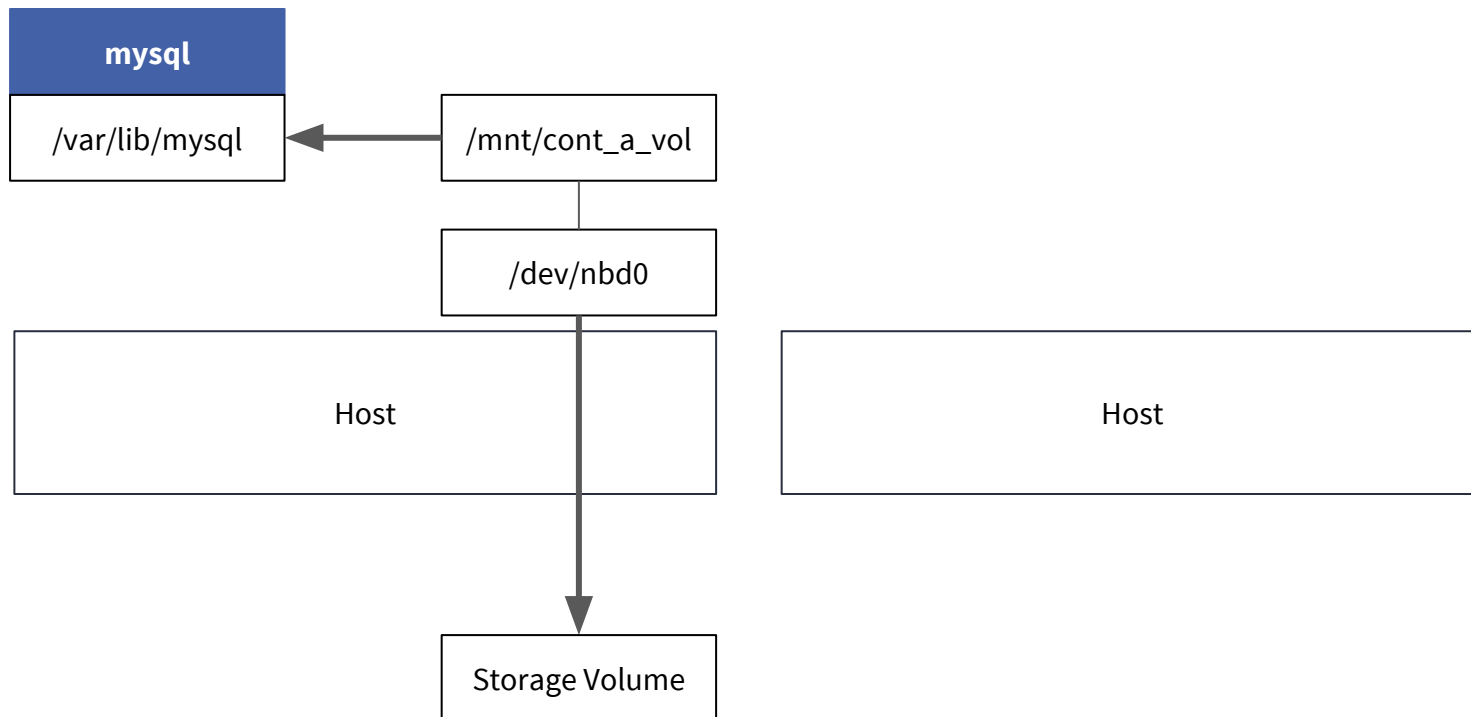 mysql
/var/lib/mysql
/mnt/cont_a_vol
/dev/nbd0
Host
Host
Storage Volume